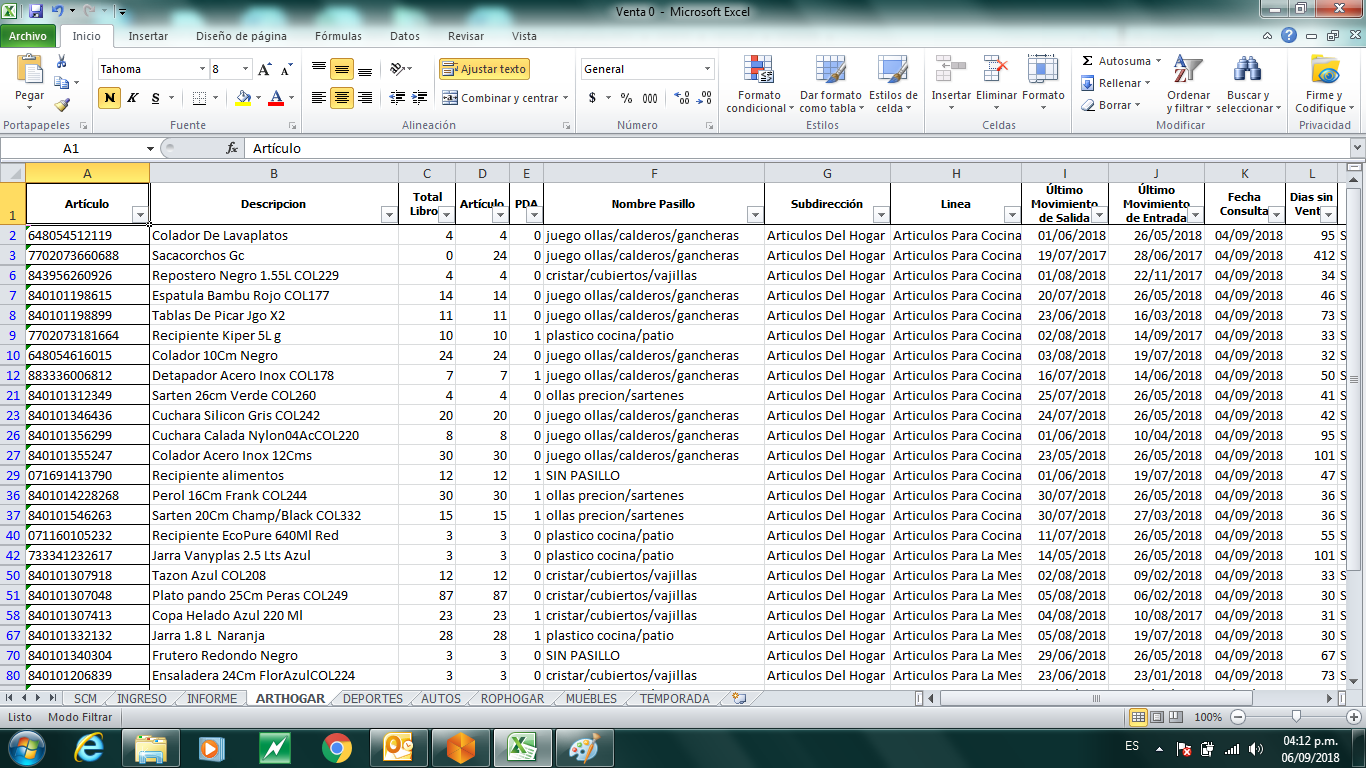 Venta 0 - Microsoft Excel
Archivo Inicio Insertar Diseño de página Fórmulas Datos Revisar Vista
Pegar
Portapapeles
Tahoma 8
N K S
Fuente
Ajustar texto
Combinar y centrar
Alineación
General
$ % 000
Número
Formato condicional
Dar formato como tabla
Estilos de celda
Estilos
Insertar Eliminar Formato
Celdas
Autosuma
Rellenar
Borrar
Ordenar y filtrar
Buscar y seleccionar
Modificar
Firme y Codifique
Privacidad
A1 fx Artículo
A B C D E F G H I J K L
1 Artículo Descripcion Total Libro Artículo PDA Nombre Pasillo Subdirección Linea Último Movimiento de Salida Último Movimiento de Entrada Fecha Consulta Dias sin Vent
2 648054512119 Colador De Lavaplatos 4 4 0 juego ollas/calderos/gancheras Articulos Del Hogar Articulos Para Cocina 01/06/2018 26/05/2018 04/09/2018 95 S
3 7702073660688 Sacacorchos Gc 0 24 0 juego ollas/calderos/gancheras Articulos Del Hogar Articulos Para Cocina 19/07/2017 28/06/2017 04/09/2018 412 S
6 843956260926 Repostero Negro 1.55L COL229 4 4 0 cristar/cubiertos/vajillas Articulos Del Hogar Articulos Para Cocina 01/08/2018 22/11/2017 04/09/2018 34 S
7 840101198615 Espatula Bambu Rojo COL177 14 14 0 juego ollas/calderos/gancheras Articulos Del Hogar Articulos Para Cocina 20/07/2018 26/05/2018 04/09/2018 46 S
8 840101198899 Tablas De Picar Jgo X2 11 11 0 juego ollas/calderos/gancheras Articulos Del Hogar Articulos Para Cocina 23/06/2018 16/03/2018 04/09/2018 73 S
9 7702073181664 Recipiente Kiper 5L g 10 10 1 plastico cocina/patio Articulos Del Hogar Articulos Para Cocina 02/08/2018 14/09/2017 04/09/2018 33 S
10 648054616015 Colador 10Cm Negro 24 24 0 juego ollas/calderos/gancheras Articulos Del Hogar Articulos Para Cocina 03/08/2018 19/07/2018 04/09/2018 32 S
12 883336006812 Detapador Acero Inox COL178 7 7 1 juego ollas/calderos/gancheras Articulos Del Hogar Articulos Para Cocina 16/07/2018 14/06/2018 04/09/2018 50 S
21 840101312349 Sarten 26cm Verde COL260 4 4 0 ollas precion/sartenes Articulos Del Hogar Articulos Para Cocina 25/07/2018 26/05/2018 04/09/2018 41 S
23 840101346436 Cuchara Silicon Gris COL242 20 20 0 juego ollas/calderos/gancheras Articulos Del Hogar Articulos Para Cocina 24/07/2018 26/05/2018 04/09/2018 42 S
26 840101356299 Cuchara Calada Nylon04AcCOL220 8 8 0 juego ollas/calderos/gancheras Articulos Del Hogar Articulos Para Cocina 01/06/2018 10/04/2018 04/09/2018 95 S
27 840101355247 Colador Acero Inox 12Cms 30 30 0 juego ollas/calderos/gancheras Articulos Del Hogar Articulos Para Cocina 23/05/2018 26/05/2018 04/09/2018 101 S
29 071691413790 Recipiente alimentos 12 12 1 SIN PASILLO Articulos Del Hogar Articulos Para Cocina 01/06/2018 19/07/2018 04/09/2018 47 S
36 8401014228268 Perol 16Cm Frank COL244 30 30 1 ollas precion/sartenes Articulos Del Hogar Articulos Para Cocina 30/07/2018 26/05/2018 04/09/2018 36 S
37 840101546263 Sarten 20Cm Champ/Black COL332 15 15 1 ollas precion/sartenes Articulos Del Hogar Articulos Para Cocina 30/07/2018 27/03/2018 04/09/2018 36 S
40 071160105232 Recipiente EcoPure 640Ml Red 3 3 0 plastico cocina/patio Articulos Del Hogar Articulos Para Cocina 11/07/2018 26/05/2018 04/09/2018 55 S
42 733341232617 Jarra Vanyplas 2.5 Lts Azul 3 3 0 plastico cocina/patio Articulos Del Hogar Articulos Para La Mes 14/05/2018 26/05/2018 04/09/2018 101 S
50 840101307918 Tazon Azul COL208 12 12 0 cristar/cubiertos/vajillas Articulos Del Hogar Articulos Para La Mes 02/08/2018 09/02/2018 04/09/2018 33 S
51 840101307048 Plato pando 25Cm Peras COL249 87 87 0 cristar/cubiertos/vajillas Articulos Del Hogar Articulos Para La Mes 05/08/2018 06/02/2018 04/09/2018 30 S
58 840101307413 Copa Helado Azul 220 Ml 23 23 1 cristar/cubiertos/vajillas Articulos Del Hogar Articulos Para La Mes 04/08/2018 10/08/2017 04/09/2018 31 S
67 840101332132 Jarra 1.8 L Naranja 28 28 1 plastico cocina/patio Articulos Del Hogar Articulos Para La Mes 05/08/2018 19/07/2018 04/09/2018 30 S
70 840101340304 Frutero Redondo Negro 3 3 0 SIN PASILLO Articulos Del Hogar Articulos Para La Mes 29/06/2018 26/05/2018 04/09/2018 67 S
80 840101206839 Ensaladera 24Cm FlorAzulCOL224 3 3 0 cristar/cubiertos/vajillas Articulos Del Hogar Articulos Para La Mes 23/06/2018 23/01/2018 04/09/2018 73 S
SCM INGRESO INFORME ARTHOGAR DEPORTES AUTOS ROPHOGAR MUEBLES TEMPORADA
Listo Modo Filtrar 100%
ES 04:12 p.m.
06/09/2018